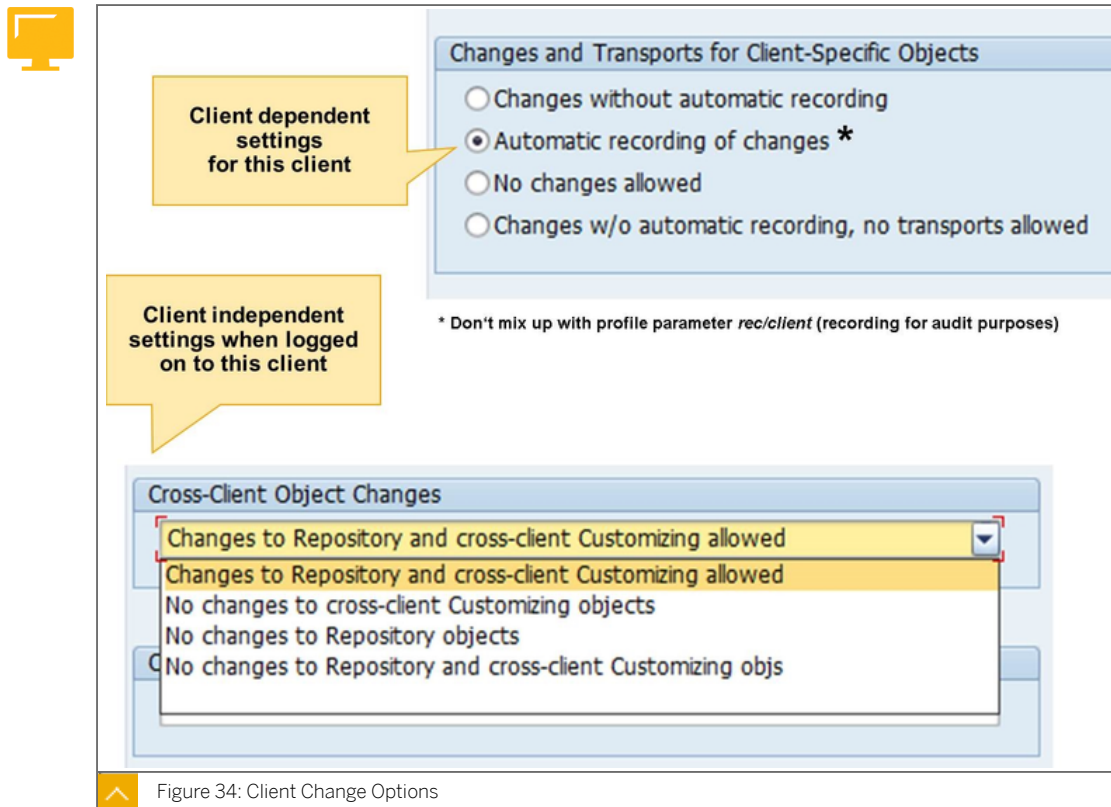 Changes and Transports for Client-Specific Objects
Changes without automatic recording
Automatic recording of changes *
No changes allowed
Changes w/o automatic recording, no transports allowed
Client dependent
settings
for this client
Client independent
settings when logged
on to this client
* Don't mix up with profile parameter rec/client (recording for audit purposes)
Cross-Client Object Changes
Changes to Repository and cross-client Customizing allowed
Changes to Repository and cross-client Customizing allowed
No changes to cross-client Customizing objects
No changes to Repository objects
No changes to Repository and cross-client Customizing objs
Figure 34: Client Change Options